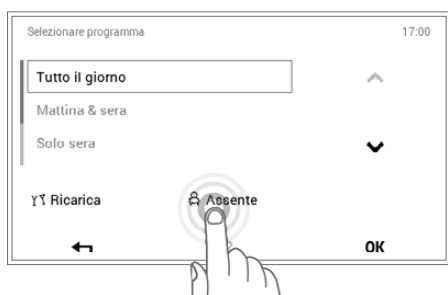 Selezionare programma 17:00
Tutto il giorno
Mattina & sera
Solo sera
Ricarica Assente
OK